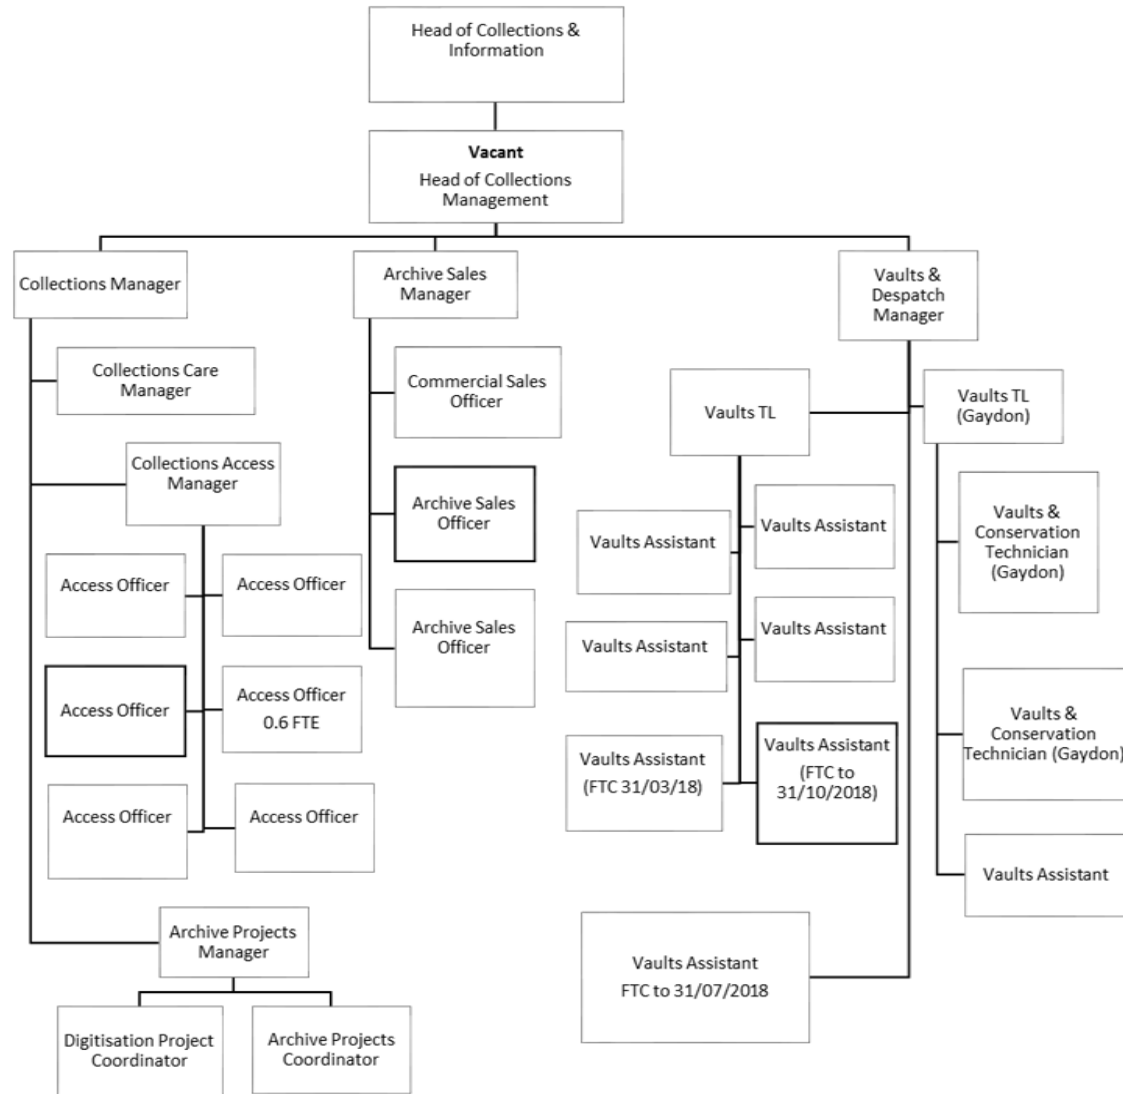 Head of Collections &
Information
Vacant
Head of Collections
Management
Collections Manager
Archive Sales
Manager
Vaults &
Despatch
Manager
Collections Care
Manager
Commercial Sales
Officer
Vaults TL
Vaults TL
(Gaydon)
Collections Access
Manager
Archive Sales
Officer
Vaults Assistant
Vaults Assistant
Vaults &
Conservation
Technician
(Gaydon)
Access Officer
Access Officer
Archive Sales
Officer
Vaults Assistant
Vaults Assistant
Access Officer
Access Officer
0.6 FTE
Vaults Assistant
(FTC 31/03/18)
Vaults Assistant
(FTC to
31/10/2018)
Vaults &
Conservation
Technician (Gaydon)
Access Officer
Access Officer
Vaults Assistant
Archive Projects
Manager
Vaults Assistant
FTC to 31/07/2018
Digitisation Project
Coordinator
Archive Projects
Coordinator